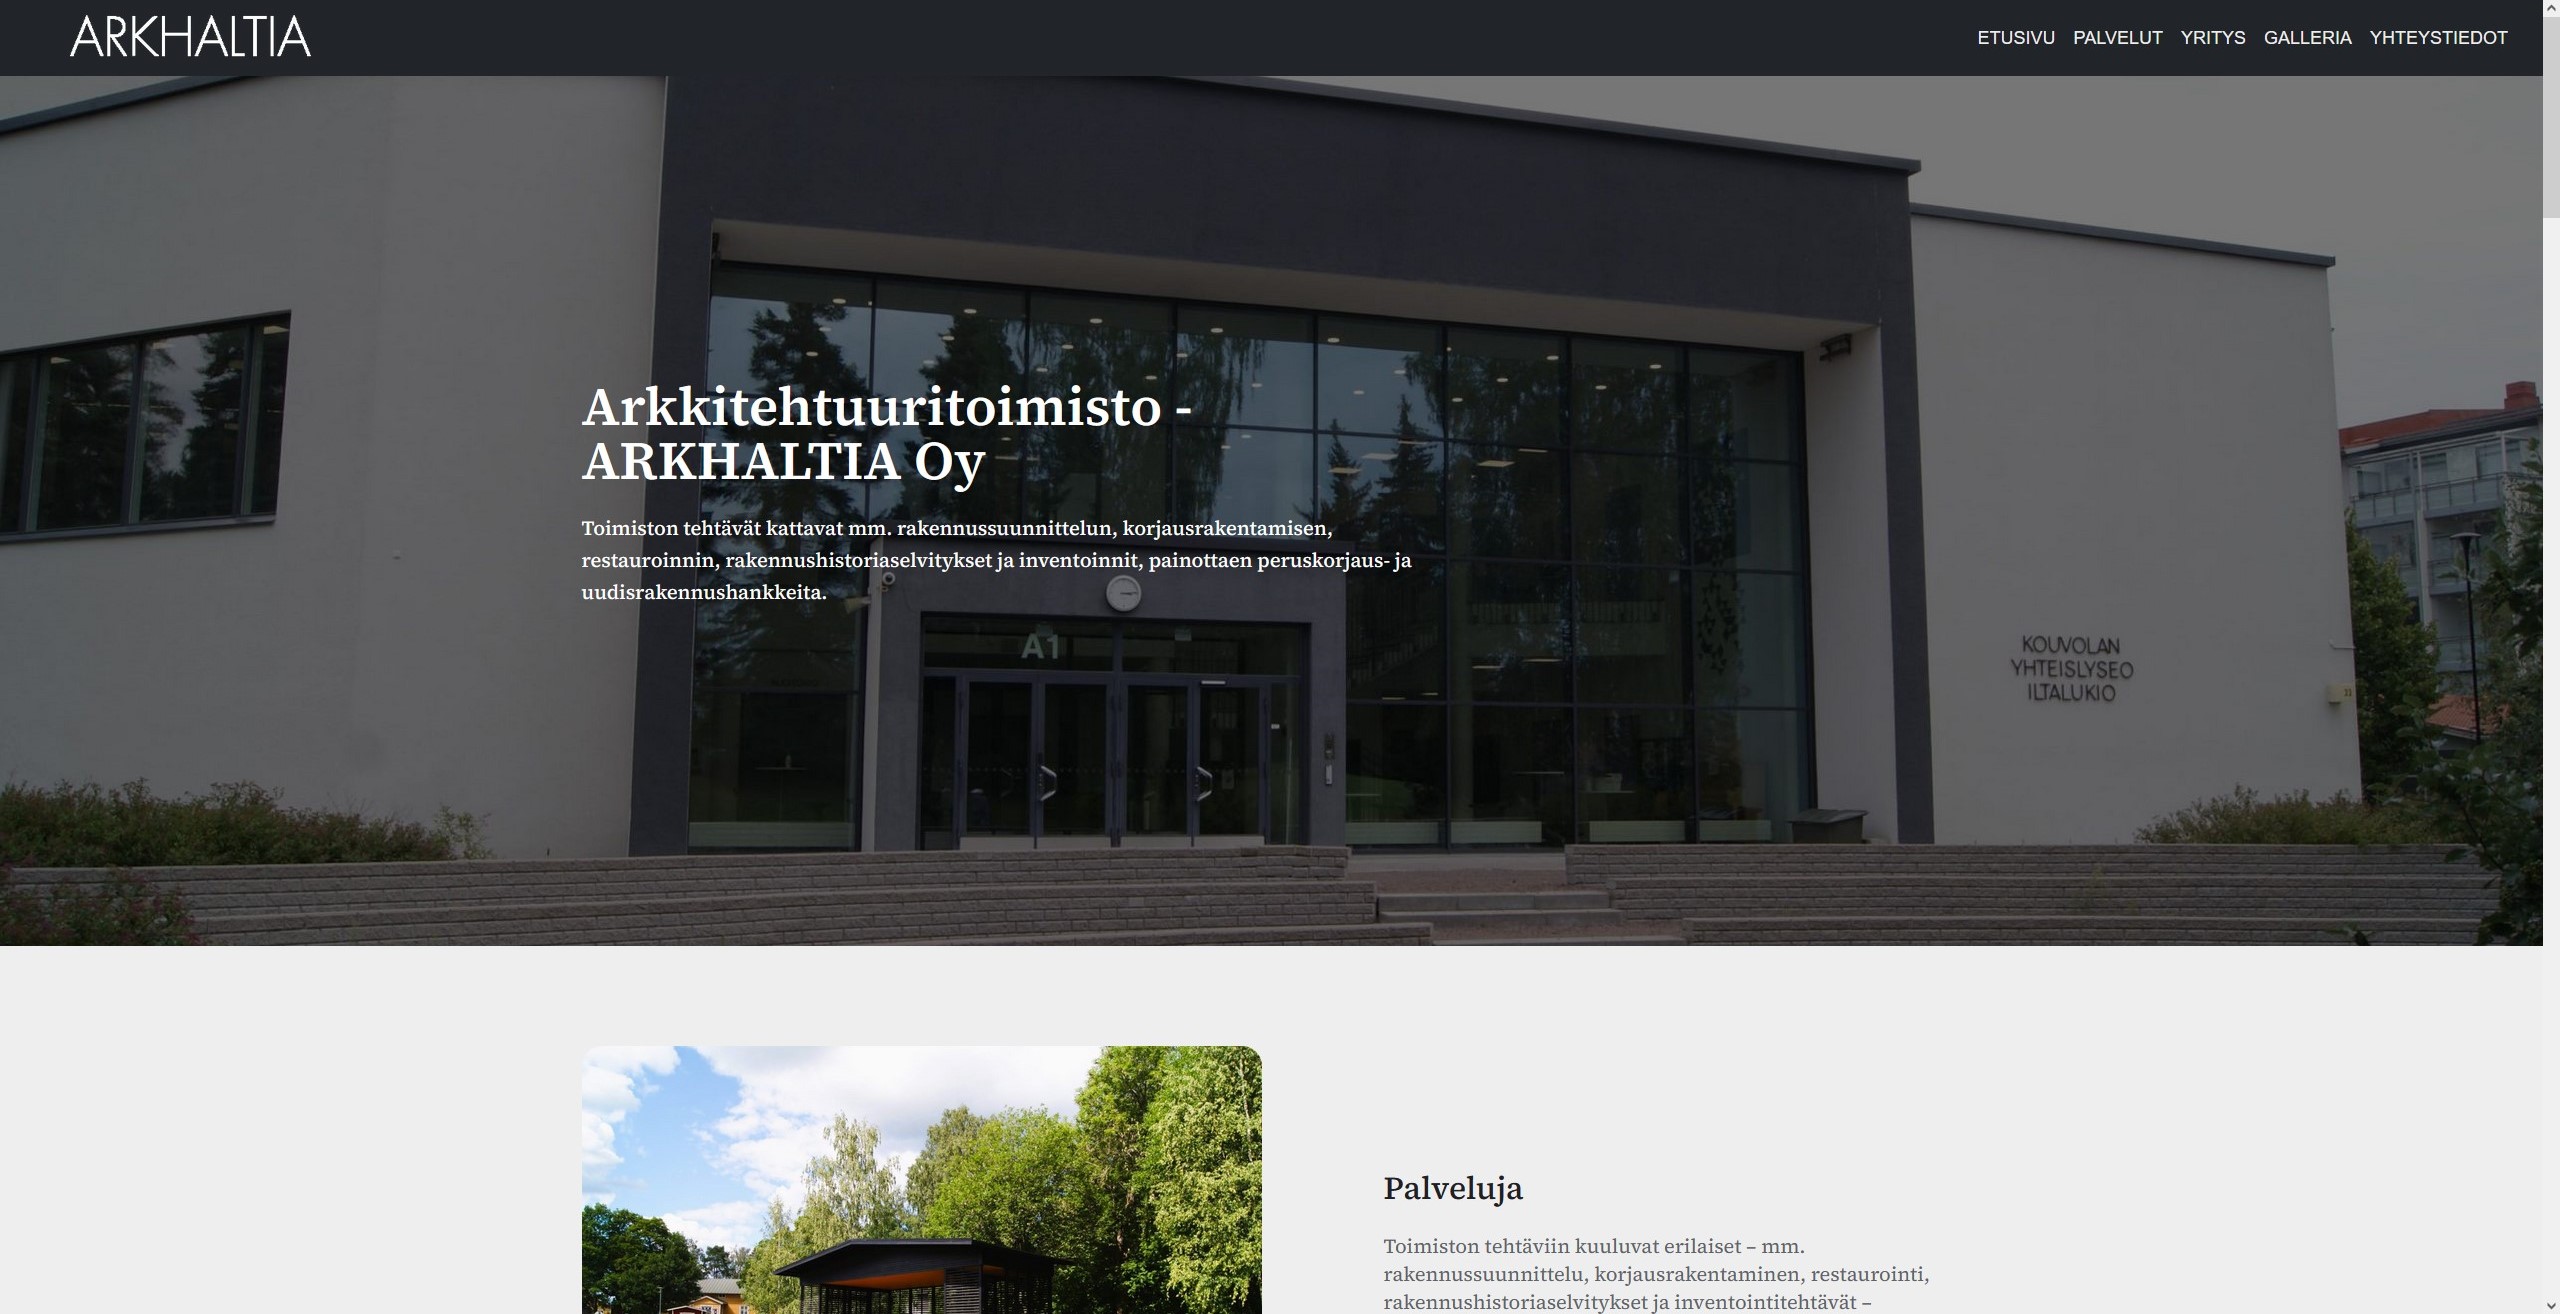 ARKHALTIA
ETUSIVU PALVELUT YRITYS GALLERIA YHTEYSTIEDOT
Arkkitehtuuritoimisto -
ARKHALTIA Oy
Toimiston tehtävät kattavat mm. rakennussuunnittelun, korjausrakentamisen,
restauroinnin, rakennushistoriaselvitykset ja inventoinnit, painottaen peruskorjaus- ja
uudisrakennushankkeita.
A1
KOUVOLAN
YHTEISLYSEO
ILTALUKIO
Palveluja
Toimiston tehtäviin kuuluvat erilaiset – mm.
rakennussuunnittelu, korjausrakentaminen, restaurointi,
rakennushistoriaselvitykset ja inventointitehtävät –